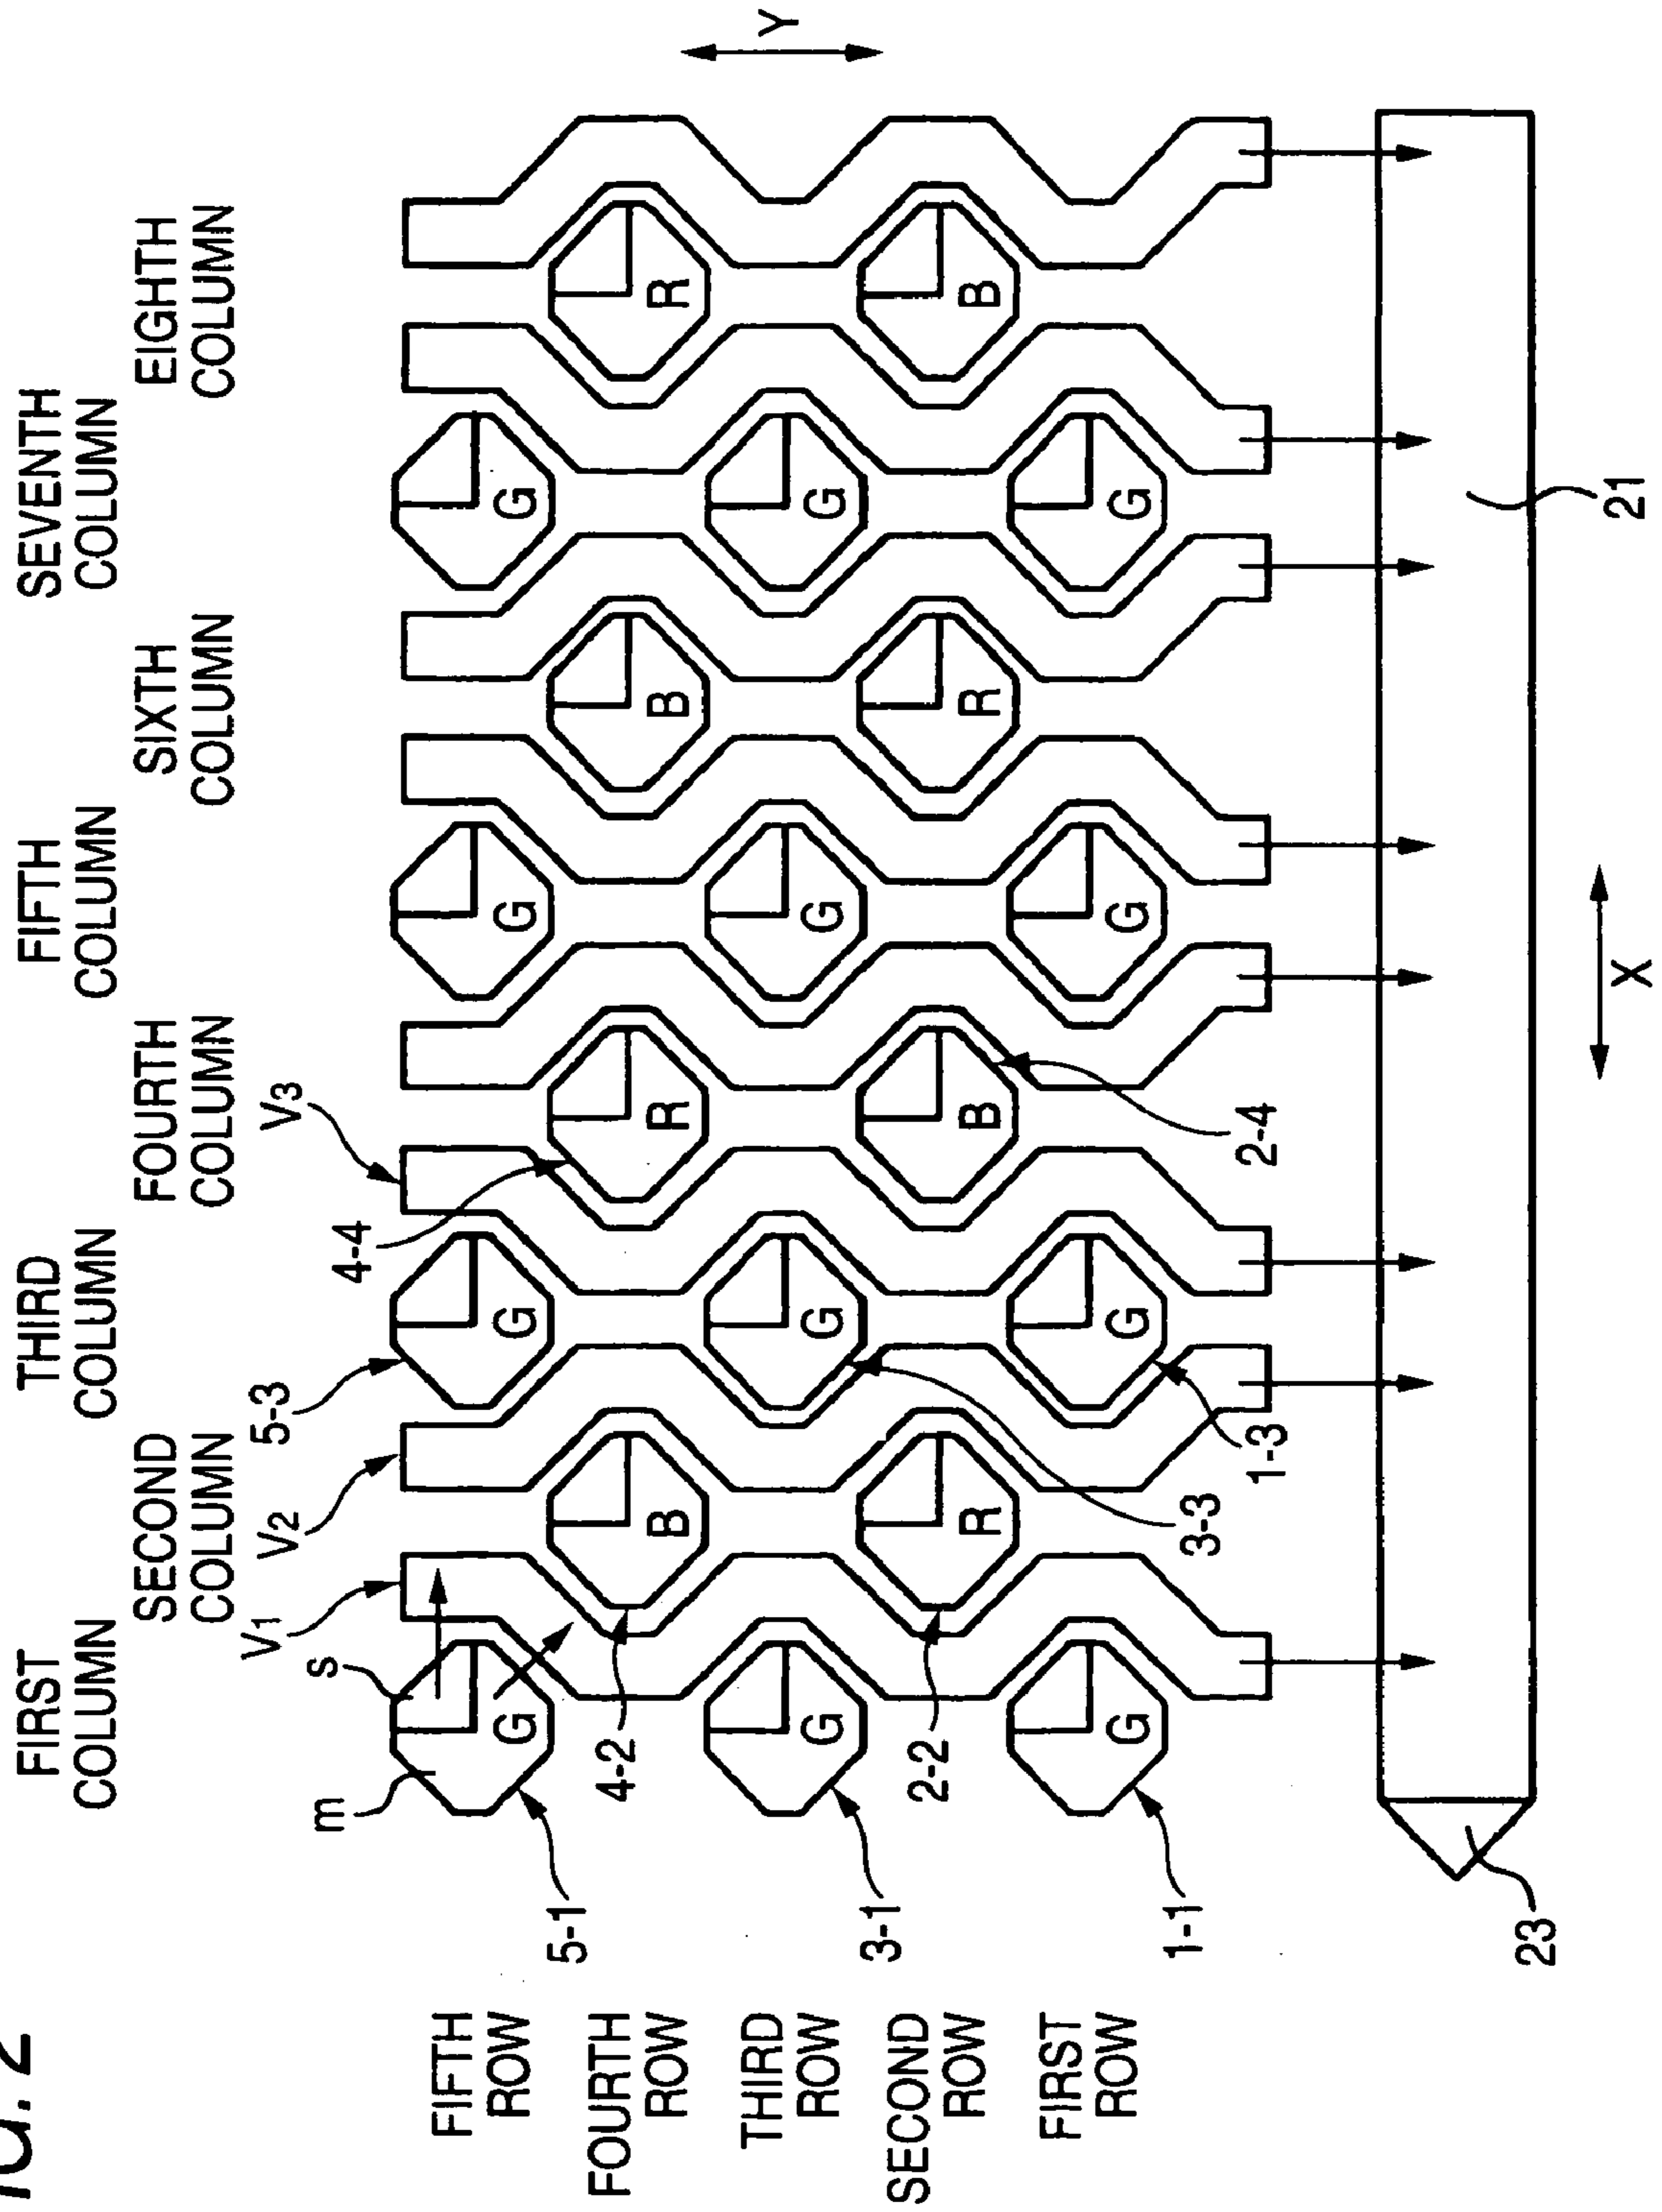 FIG. 2
FIRST
COLUMN
SECOND
COLUMN
THIRD
COLUMN
FOURTH
COLUMN
FIFTH
COLUMN
SIXTH
COLUMN
SEVENTH
COLUMN
EIGHTH
COLUMN
m
s
V1
V2
5-3
V3
4-4
Y
FIFTH
ROW
G
G
G
G
5-1
4-2
FOURTH
ROW
B
R
B
R
THIRD
ROW
G
G
G
G
3-1
2-2
SECOND
ROW
R
B
R
B
FIRST
ROW
G
G
G
G
1-1
3-3
1-3
2-4
23
X
21